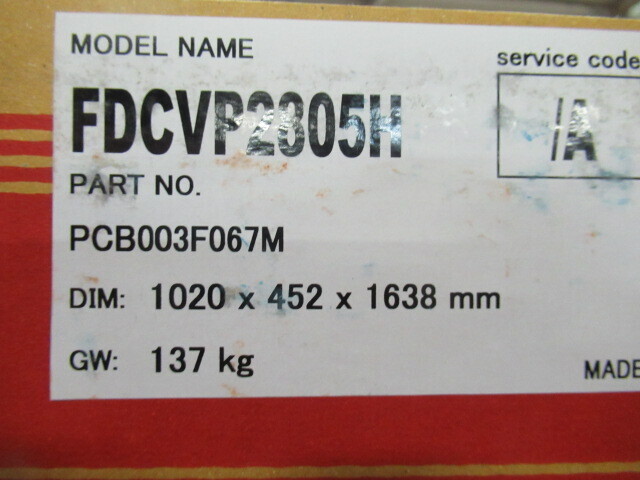 MODEL NAME
service code
FDCVP2805H
/A
PART NO.
PCB003F067M
DIM: 1020 x 452 x 1638 mm
GW: 137 kg
MADE